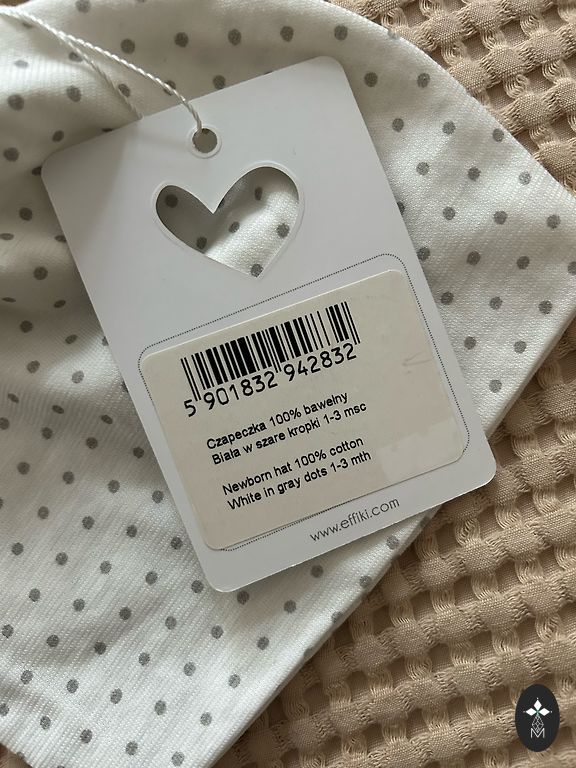 5 901832 942832
Czapeczka 100% bawełny
Biała w szare kropki 1-3 msc
Newborn hat 100% cotton
White in gray dots 1-3 mth
www.effiki.com
M